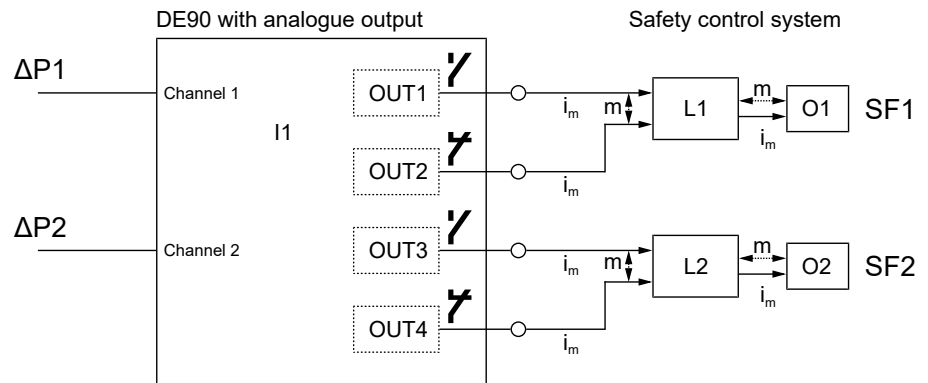 DE90 with analogue output
Safety control system
ΔP1
Channel 1
I1
OUT1
iₘ
m
L1
m
iₘ
O1
SF1
OUT2
iₘ
ΔP2
Channel 2
OUT3
iₘ
m
L2
m
iₘ
O2
SF2
OUT4
iₘ